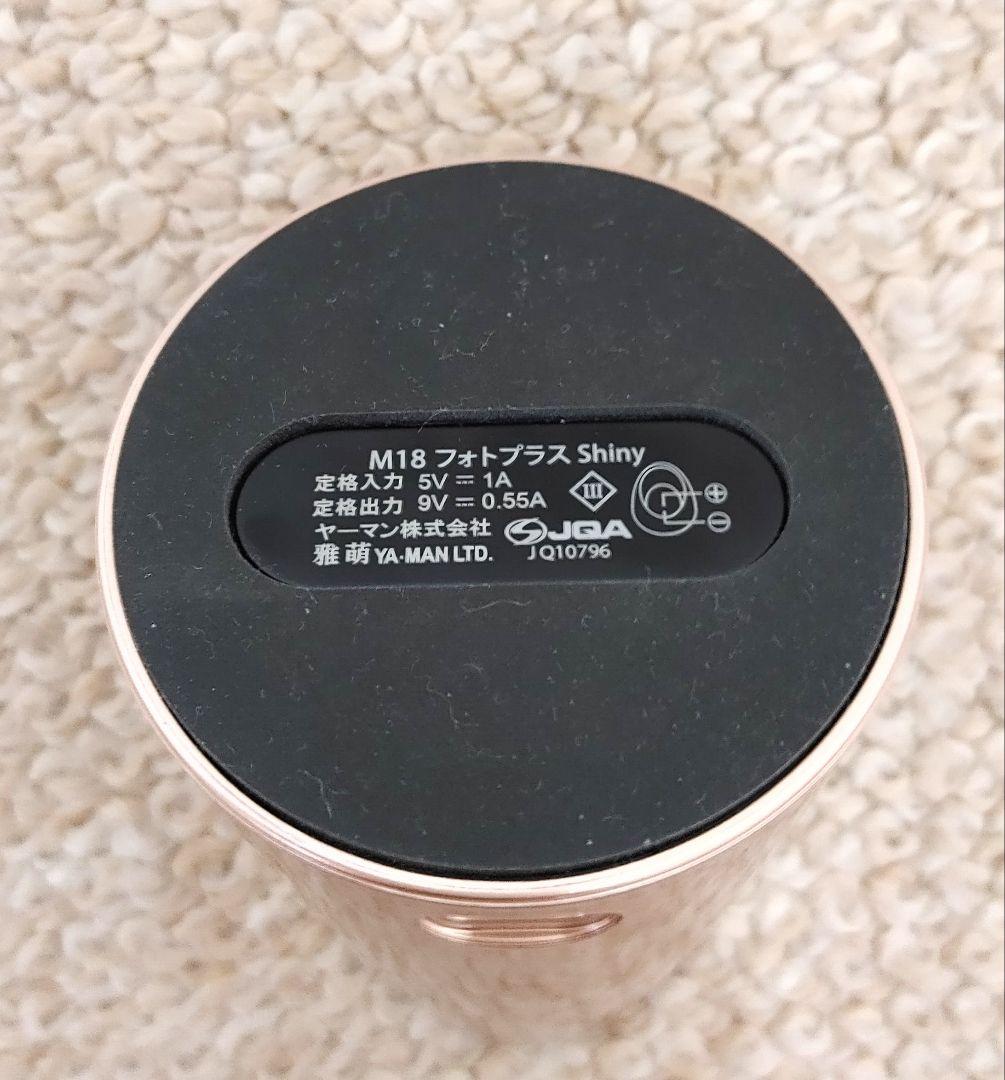 M18 フォトプラス Shiny
定格入力 5V ⎓ 1A
定格出力 9V ⎓ 0.55A
ヤーマン株式会社
雅萌 YA-MAN LTD.
III
JQA
JQ10796